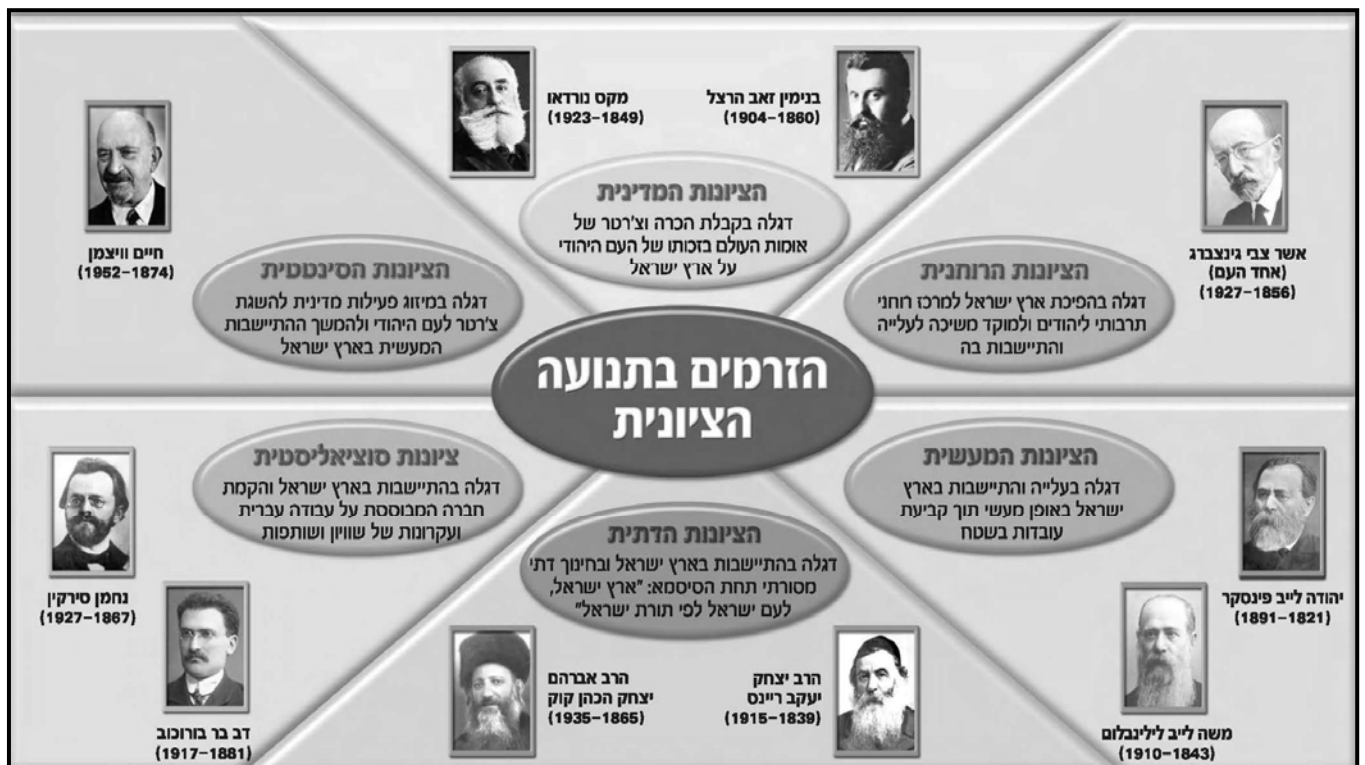 הזרמים בתנועה
הציונית
בנימין זאב הרצל
(1904–1860)
מקס נורדאו
(1923–1849)
הציונות המדינית
דגלה בקבלת הכרה וצ'רטר של
אומות העולם בזכותו של העם היהודי
על ארץ ישראל
אשר צבי גינצברג
(אחד העם)
(1927–1856)
הציונות הרוחנית
דגלה בהפיכת ארץ ישראל למרכז רוחני
תרבותי ליהודים ולמוקד משיכה לעלייה
והתיישבות בה
חיים וויצמן
(1952–1874)
הציונות הסינטטית
דגלה במיזוג פעילות מדינית להשגת
צ'רטר לעם היהודי ולהמשך ההתיישבות
המעשית בארץ ישראל
הציונות המעשית
דגלה בעלייה והתיישבות בארץ
ישראל באופן מעשי תוך קביעת
עובדות בשטח
יהודה לייב פינסקר
(1891–1821)
משה לייב לילינבלום
(1910–1843)
הציונות הדתית
דגלה בהתיישבות בארץ ישראל ובחינוך דתי
מסורתי תחת הסיסמא: "ארץ ישראל,
לעם ישראל לפי תורת ישראל"
הרב יצחק
יעקב ריינס
(1915–1839)
הרב אברהם
יצחק הכהן קוק
(1935–1865)
ציונות סוציאליסטית
דגלה בהתיישבות בארץ ישראל והקמת
חברה המבוססת על עבודה עברית
ועקרונות של שוויון ושותפות
נחמן סירקין
(1927–1867)
דב בר בורוכוב
(1917–1881)